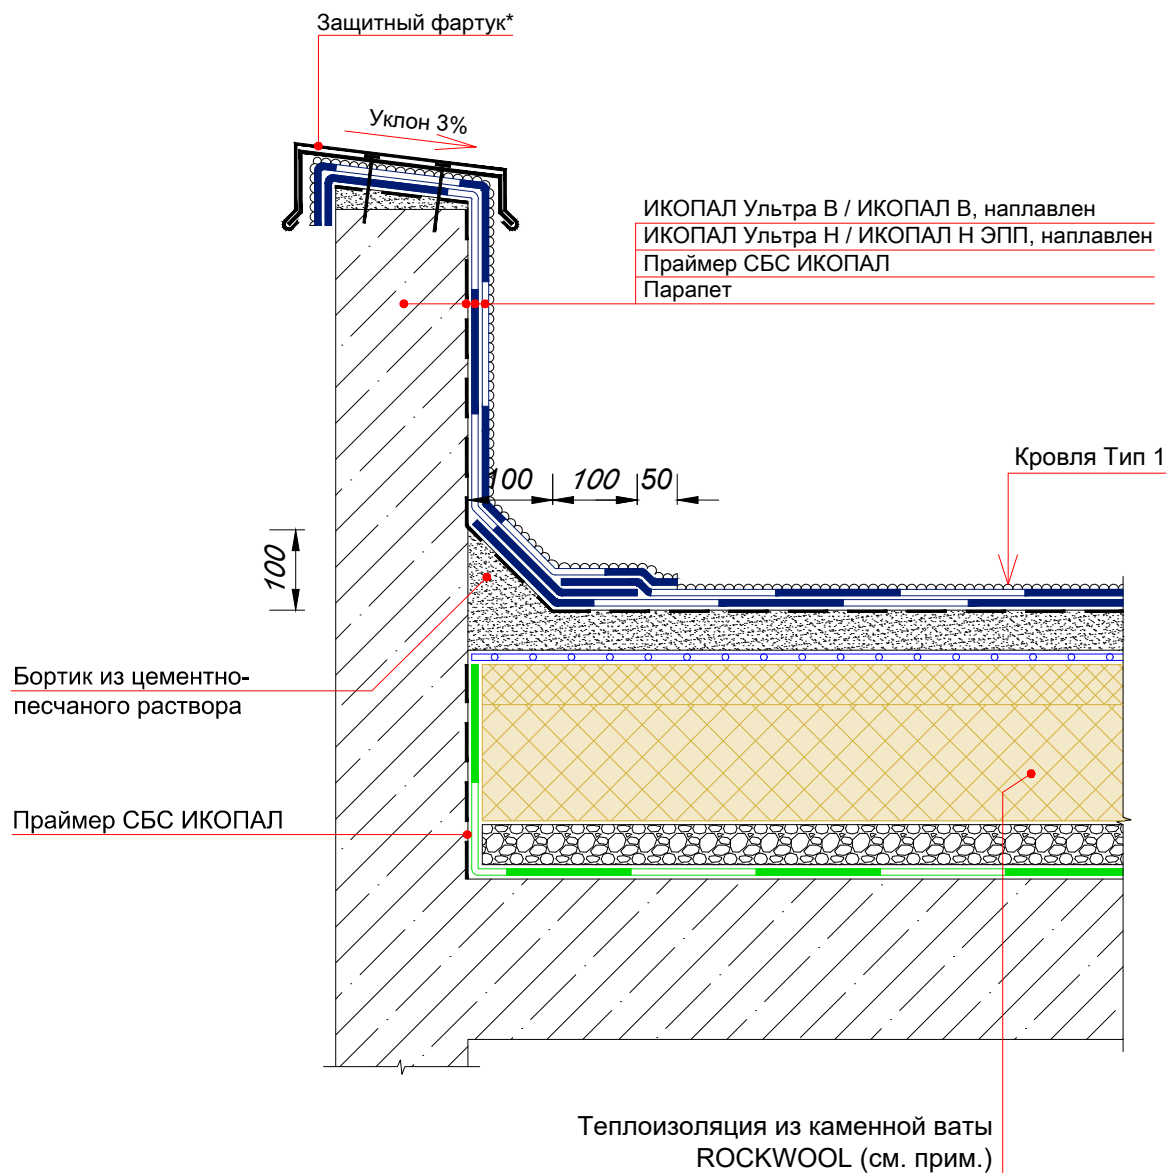 Защитный фартук*
Уклон 3%
ИКОПАЛ Ультра В / ИКОПАЛ В, наплавлен
ИКОПАЛ Ультра Н / ИКОПАЛ Н ЭПП, наплавлен
Праймер СБС ИКОПАЛ
Парапет
Кровля Тип 1
100 100 50
100
Бортик из цементно-
песчаного раствора
Праймер СБС ИКОПАЛ
Теплоизоляция из каменной ваты
ROCKWOOL (см. прим.)